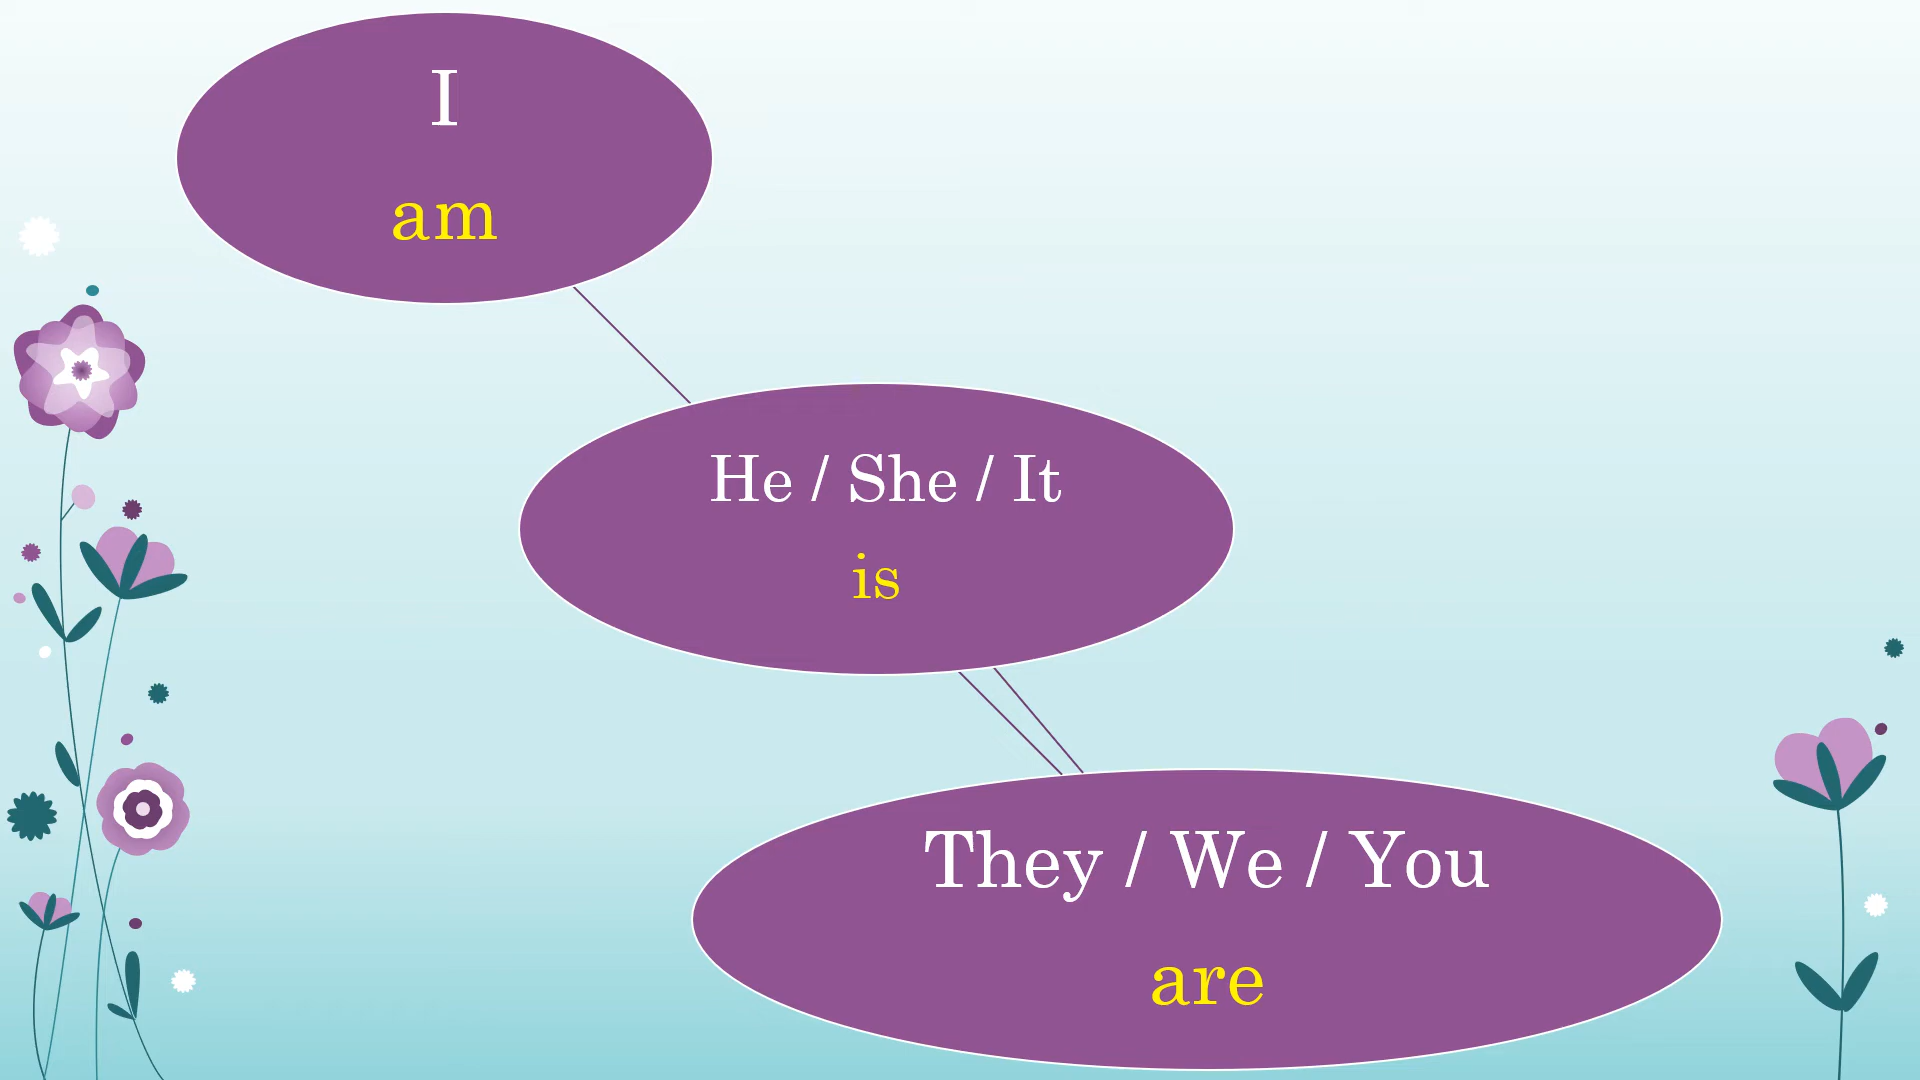 I
am
He / She / It
is
They / We / You
are